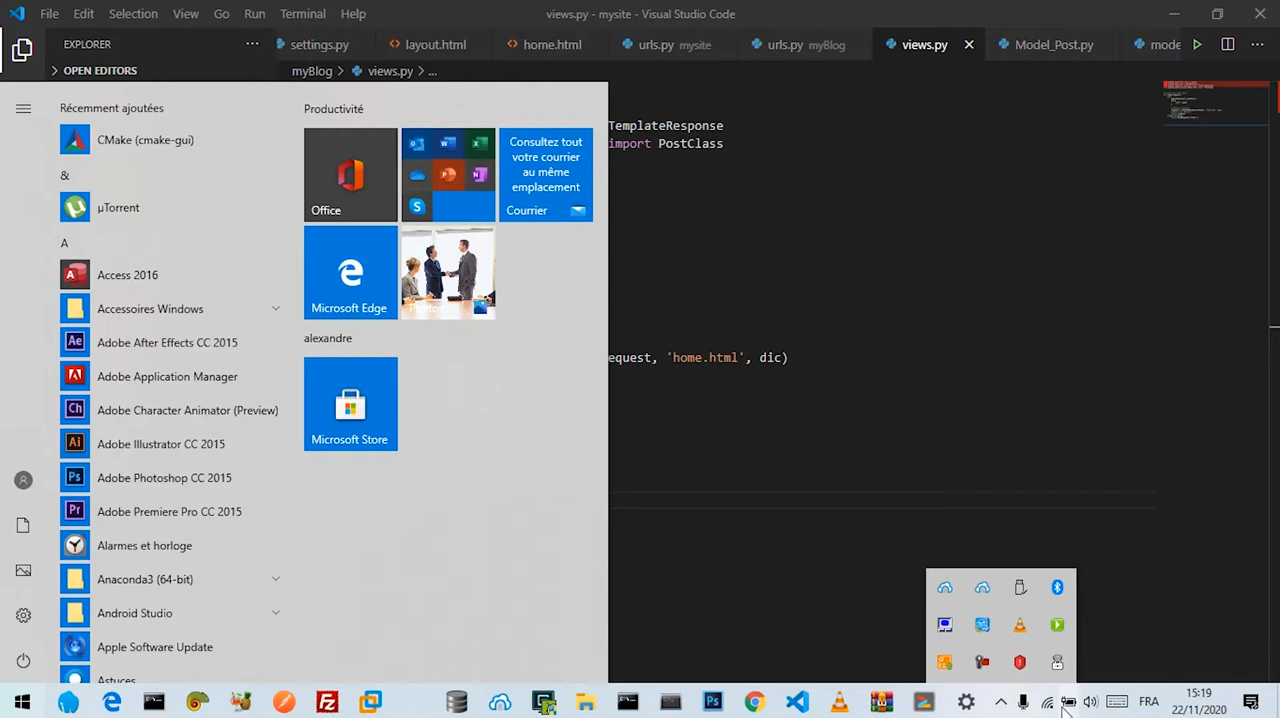 File Edit Selection View Go Run Terminal Help
views.py - mysite - Visual Studio Code
EXPLORER
settings.py
layout.html
home.html
urls.py mysite
urls.py myBlog
views.py
Model_Post.py
mode
OPEN EDITORS
myBlog > views.py > ...
TemplateResponse
import PostClass
equest, 'home.html', dic)
Récemment ajoutées
CMake (cmake-gui)
&
µTorrent
A
Access 2016
Accessoires Windows
Adobe After Effects CC 2015
Adobe Application Manager
Adobe Character Animator (Preview)
Adobe Illustrator CC 2015
Adobe Photoshop CC 2015
Adobe Premiere Pro CC 2015
Alarmes et horloge
Anaconda3 (64-bit)
Android Studio
Apple Software Update
Astuces
Productivité
Office
Consultez tout
votre courrier
au même
emplacement
Courrier
Microsoft Edge
alexandre
Microsoft Store
FRA
15:19
22/11/2020